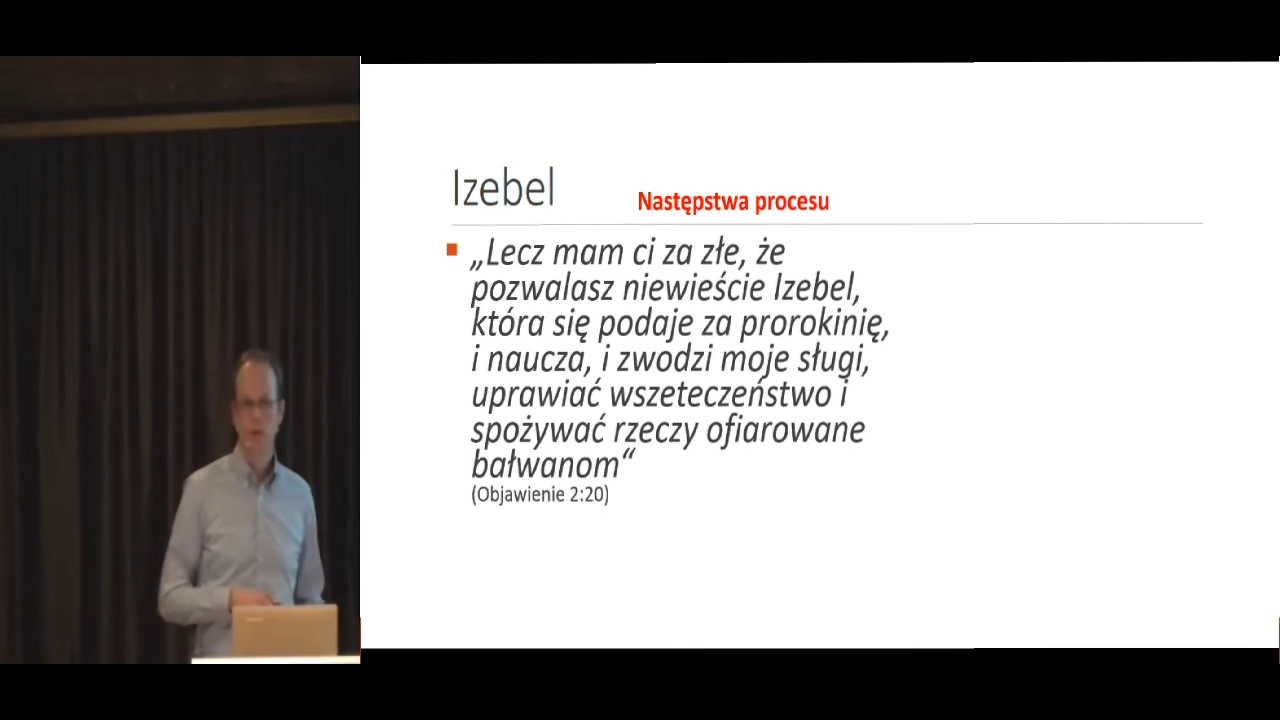 Izebel
Następstwa procesu
„Lecz mam ci za złe, że
pozwalasz niewieście Izebel,
która się podaje za prorokinię,
i naucza, i zwodzi moje sługi,
uprawiać wszeteczeństwo i
spożywać rzeczy ofiarowane
bałwanom“
(Objawienie 2:20)